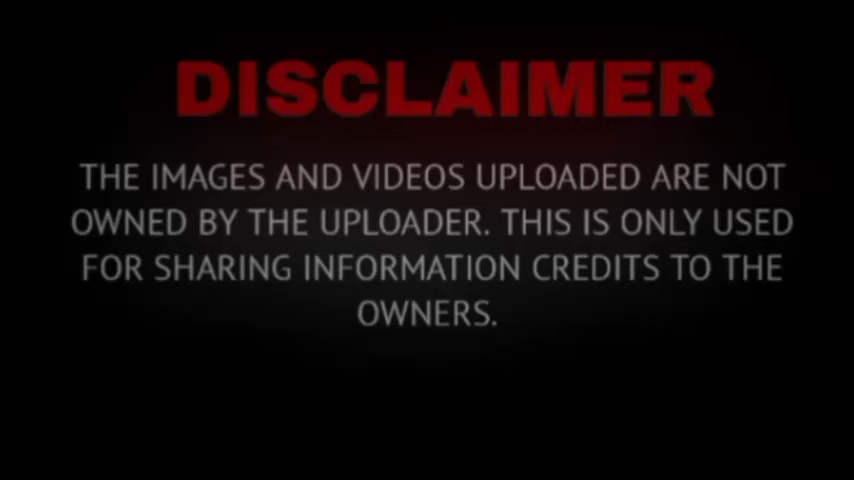 DISCLAIMER
THE IMAGES AND VIDEOS UPLOADED ARE NOT
OWNED BY THE UPLOADER. THIS IS ONLY USED
FOR SHARING INFORMATION CREDITS TO THE
OWNERS.